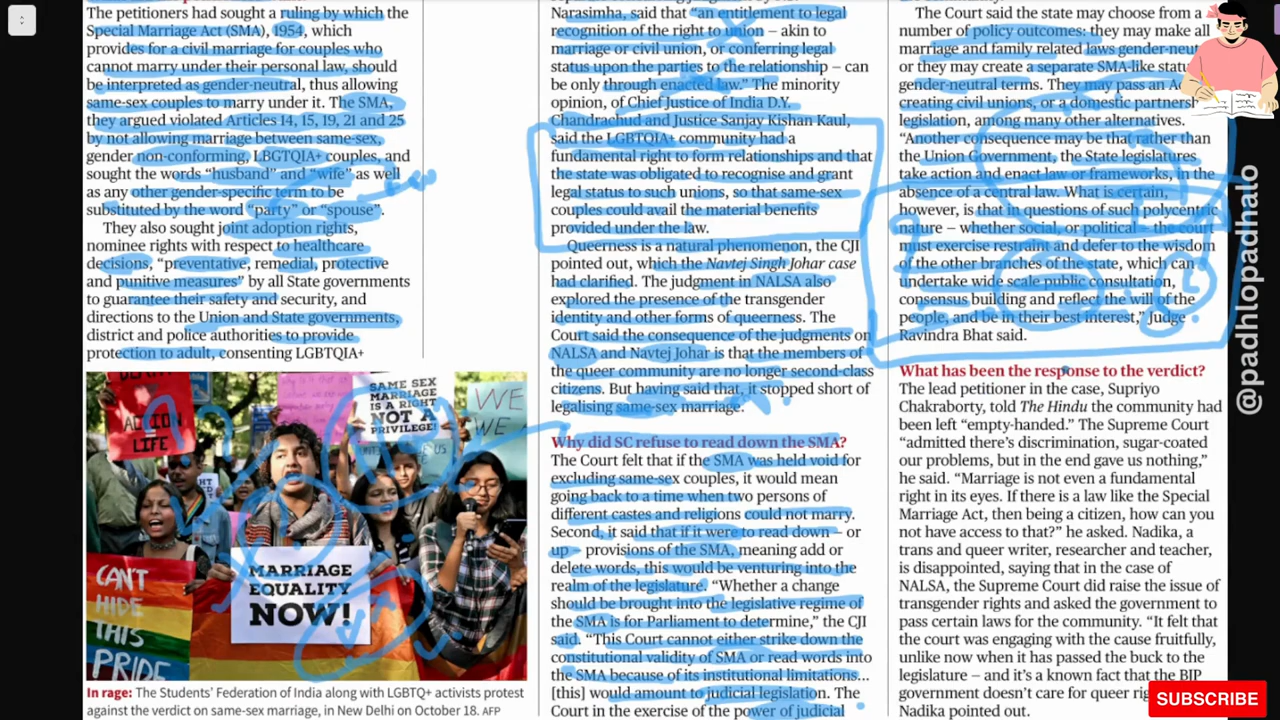 The petitioners had sought a ruling by which the
Special Marriage Act (SMA), 1954, which
provides for a civil marriage for couples who
cannot marry under their personal law, should
be interpreted as gender-neutral, thus allowing
same-sex couples to marry under it. The SMA,
they argued violated Articles 14, 15, 19, 21 and 25
by not allowing marriage between same-sex,
gender non-conforming, LBGTQIA+ couples, and
sought the words “husband” and “wife” as well
as any other gender-specific term to be
substituted by the word “party” or “spouse”.
They also sought joint adoption rights,
nominee rights with respect to healthcare
decisions, “preventative, remedial, protective
and punitive measures” by all State governments
to guarantee their safety and security, and
directions to the Union and State governments,
district and police authorities to provide
protection to adult, consenting LGBTQIA+
ACTION
LIFE
SAME SEX
MARRIAGE
IS A RIGHT
NOT A
PRIVILEGE!
WE
WE
CAN'T
HIDE
THIS
PRIDE
MARRIAGE
EQUALITY
NOW!
In rage: The Students’ Federation of India along with LGBTQ+ activists protest
against the verdict on same-sex marriage, in New Delhi on October 18. AFP
Narasimha, said that “an entitlement to legal
recognition of the right to union – akin to
marriage or civil union, or conferring legal
status upon the parties to the relationship – can
be only through enacted law.” The minority
opinion, of Chief Justice of India D.Y.
Chandrachud and Justice Sanjay Kishan Kaul,
said the LGBTQIA+ community had a
fundamental right to form relationships and that
the state was obligated to recognise and grant
legal status to such unions, so that same-sex
couples could avail the material benefits
provided under the law.
Queerness is a natural phenomenon, the CJI
pointed out, which the Navtej Singh Johar case
had clarified. The judgment in NALSA also
explored the presence of the transgender
identity and other forms of queerness. The
Court said the consequence of the judgments on
NALSA and Navtej Johar is that the members of
the queer community are no longer second-class
citizens. But having said that, it stopped short of
legalising same-sex marriage.
Why did SC refuse to read down the SMA?
The Court felt that if the SMA was held void for
excluding same-sex couples, it would mean
going back to a time when two persons of
different castes and religions could not marry.
Second, it said that if it were to read down – or
up – provisions of the SMA, meaning add or
delete words, this would be venturing into the
realm of the legislature. “Whether a change
should be brought into the legislative regime of
the SMA is for Parliament to determine,” the CJI
said. “This Court cannot either strike down the
constitutional validity of SMA or read words into
the SMA because of its institutional limitations...
[this] would amount to judicial legislation. The
Court in the exercise of the power of judicial
The Court said the state may choose from a
number of policy outcomes: they may make all
marriage and family related laws gender-neut
or they may create a separate SMA-like statu
gender-neutral terms. They may pass an Ac
creating civil unions, or a domestic partnersh
legislation, among many other alternatives.
“Another consequence may be that rather than
the Union Government, the State legislatures
take action and enact law or frameworks, in the
absence of a central law. What is certain,
however, is that in questions of such polycentric
nature – whether social, or political – the court
must exercise restraint and defer to the wisdom
of the other branches of the state, which can
undertake wide scale public consultation,
consensus building and reflect the will of the
people, and be in their best interest,” Judge
Ravindra Bhat said.
What has been the response to the verdict?
The lead petitioner in the case, Supriyo
Chakraborty, told The Hindu the community had
been left “empty-handed.” The Supreme Court
“admitted there’s discrimination, sugar-coated
our problems, but in the end gave us nothing,”
he said. “Marriage is not even a fundamental
right in its eyes. If there is a law like the Special
Marriage Act, then being a citizen, how can you
not have access to that?” he asked. Nadika, a
trans and queer writer, researcher and teacher,
is disappointed, saying that in the case of
NALSA, the Supreme Court did raise the issue of
transgender rights and asked the government to
pass certain laws for the community. “It felt that
the court was engaging with the cause fruitfully,
unlike now when it has passed the buck to the
legislature – and it’s a known fact that the BJP
government doesn’t care for queer rig
Nadika pointed out.
@padhlopadhalo
SUBSCRIBE